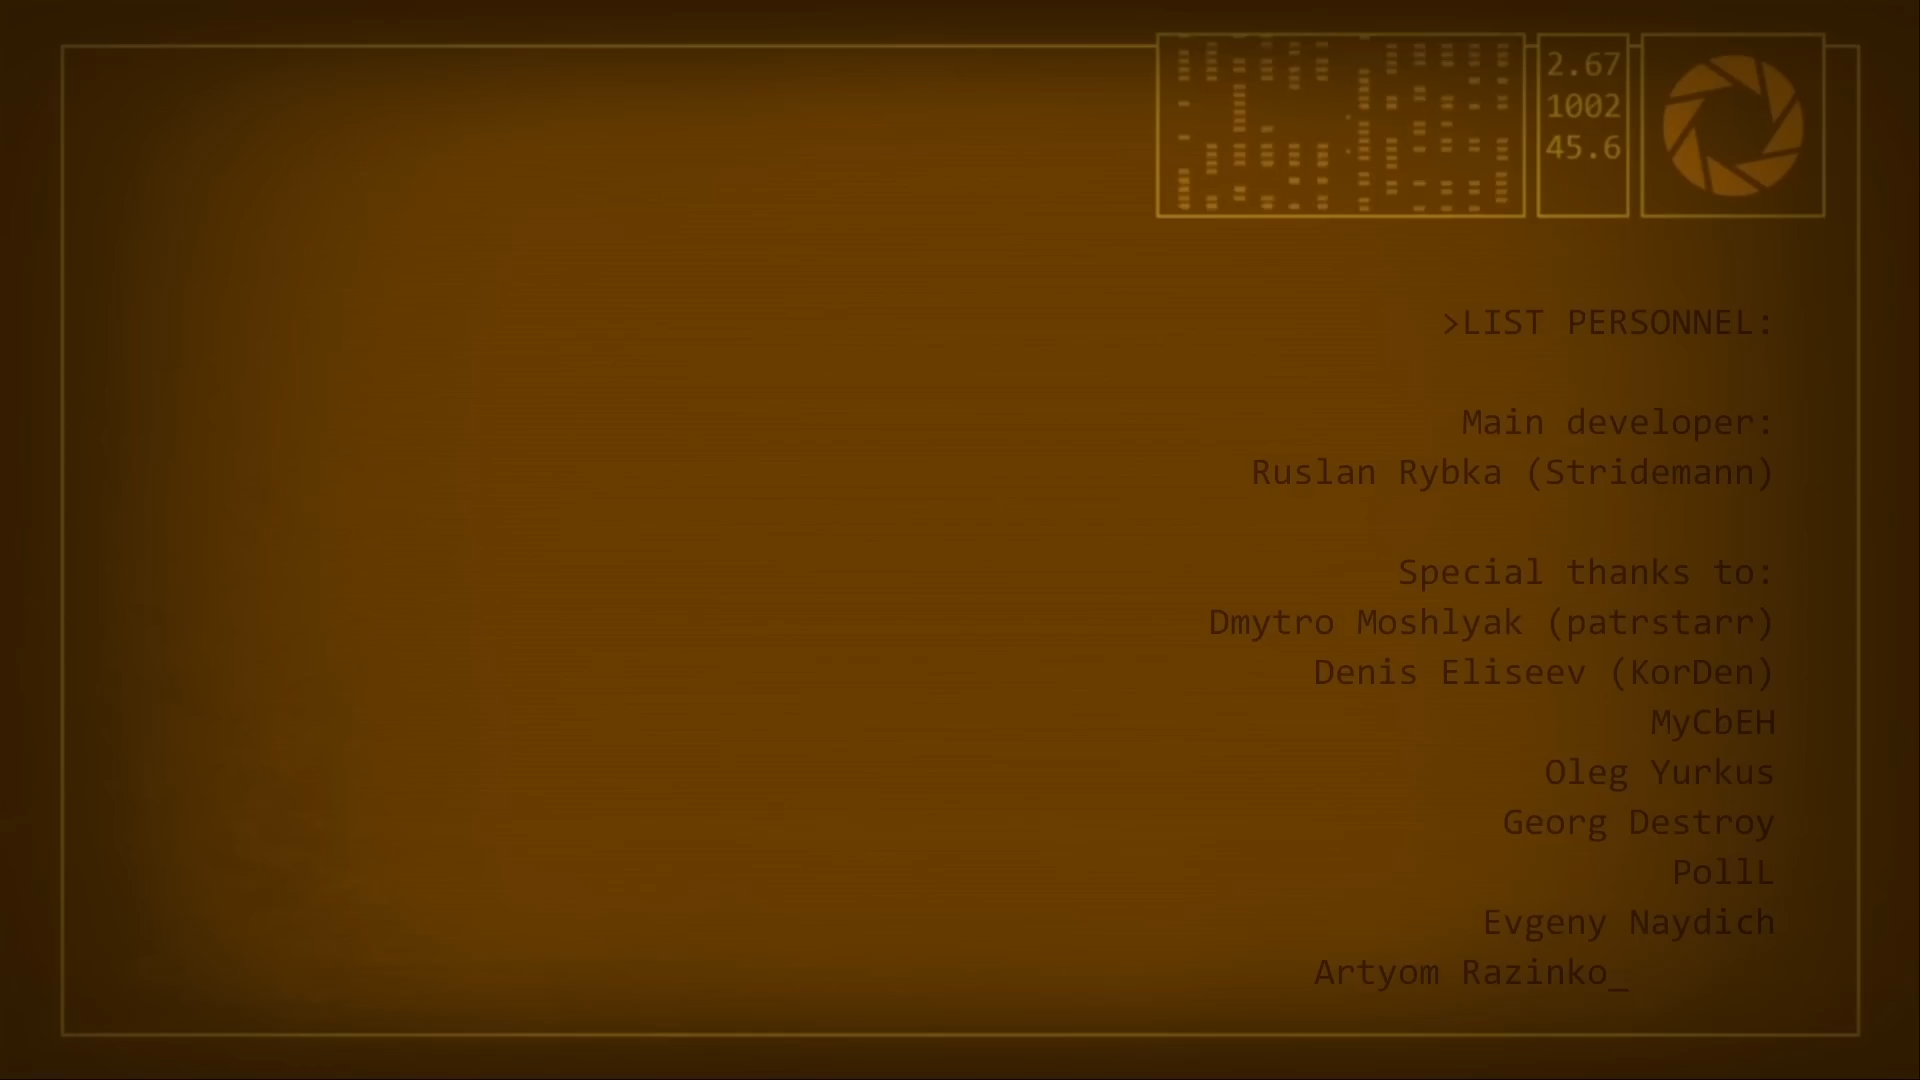 2.67
1002
45.6
>LIST PERSONNEL:
Main developer:
Ruslan Rybka (Stridemann)
Special thanks to:
Dmytro Moshlyak (patrstarr)
Denis Eliseev (KorDen)
MyCbEH
Oleg Yurkus
Georg Destroy
PollL
Evgeny Naydich
Artyom Razinko_